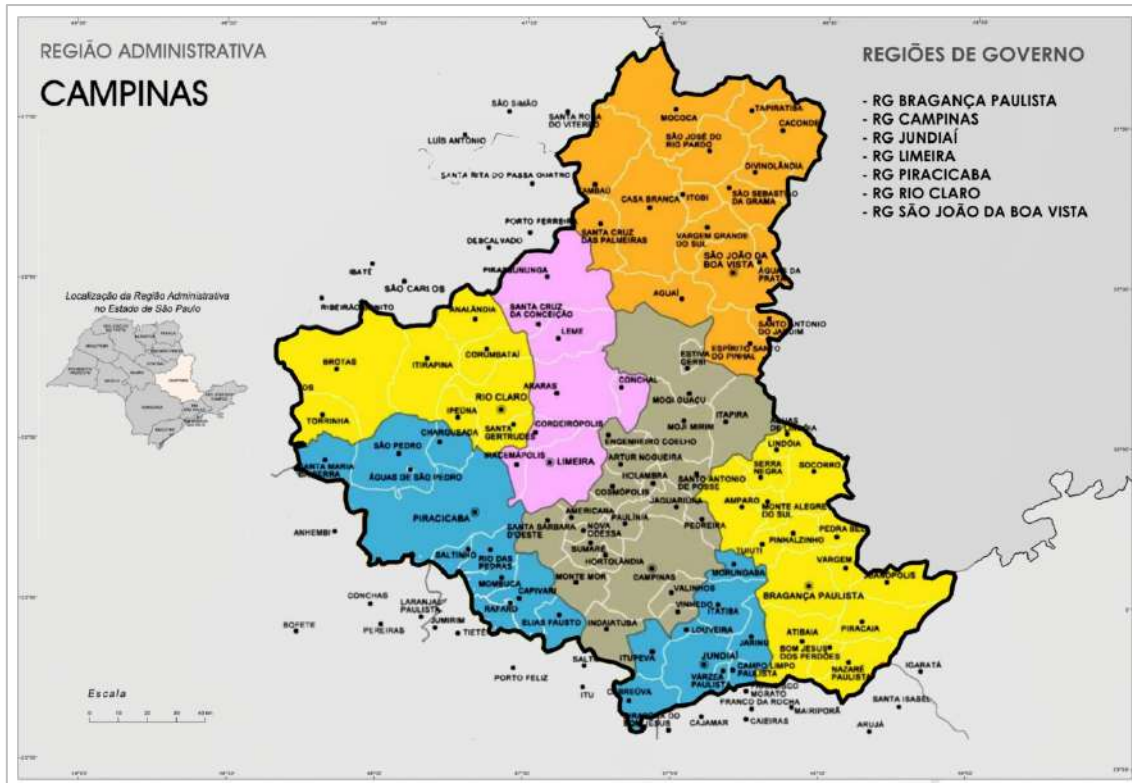 REGIÃO ADMINISTRATIVA
CAMPINAS
REGIÕES DE GOVERNO
- RG BRAGANÇA PAULISTA
- RG CAMPINAS
- RG JUNDIAÍ
- RG LIMEIRA
- RG PIRACICABA
- RG RIO CLARO
- RG SÃO JOÃO DA BOA VISTA
SÃO SIMÃO
SANTA ROSA
DO VITERBO
LUÍS ANTONIO
SANTA RITA DO PASSA QUATRO
PORTO FERREIRA
DESCALVADO
IBATÉ
SÃO CARLOS
MOCOCA
TAPIRATIBA
CACONDE
SÃO JOSÉ DO
RIO PARDO
DIVINOLÂNDIA
CASA BRANCA
ITOBI
SÃO SEBASTIÃO
DA GRAMA
SANTA CRUZ
DAS PALMEIRAS
VARGEM GRANDE
DO SUL
SÃO JOÃO DA
BOA VISTA
ÁGUAS DA
PRATA
AGUAÍ
SANTO ANTONIO
DO JARDIM
ESPÍRITO SANTO
DO PINHAL
PIRASSUNUNGA
SANTA CRUZ
DA CONCEIÇÃO
LEME
ARARAS
CONCHAL
CORDEIRÓPOLIS
IRACEMÁPOLIS
LIMEIRA
ANALÂNDIA
BROTAS
ITIRAPINA
CORUMBATAÍ
RIO CLARO
TORRINHA
IPEÚNA
SANTA
GERTRUDES
SÃO PEDRO
CHARQUEADA
SANTA MARIA
ÁGUAS DE SÃO PEDRO
PIRACICABA
SALTINHO
RIO DAS
PEDRAS
MOMBUCA
CAPIVARI
RAFARD
ELIAS FAUSTO
ESTIVA
GERBI
MOGI GUAÇU
MOJI MIRIM
ITAPIRA
ENGENHEIRO COELHO
ARTUR NOGUEIRA
HOLAMBRA
SANTO ANTONIO
DE POSSE
COSMÓPOLIS
JAGUARIÚNA
AMERICANA
PAULÍNIA
PEDREIRA
SANTA BÁRBARA
D'OESTE
NOVA
ODESSA
SUMARÉ
HORTOLÂNDIA
CAMPINAS
MONTE MOR
VALINHOS
VINHEDO
INDAIATUBA
LINDÓIA
SERRA
NEGRA
SOCORRO
AMPARO
MONTE ALEGRE
DO SUL
PINHALZINHO
TUIUTI
VARGEM
BRAGANÇA PAULISTA
PIRACAIA
ATIBAIA
BOM JESUS
DOS PERDÕES
NAZARÉ
PAULISTA
MORUNGABA
ITATIBA
LOUVEIRA
JARINU
ITUPEVA
JUNDIAÍ
CAMPO LIMPO
PAULISTA
VÁRZEA
PAULISTA
CABREÚVA
ANHEMBI
CONCHAS
BOFETE
PEREIRAS
LARANJAL
PAULISTA
JUMIRIM
TIETÊ
PORTO FELIZ
ITU
CAJAMAR
CAIEIRAS
FRANCO DA ROCHA
MORATO
MAIRIPORÃ
IGARATÁ
SANTA ISABEL
ARUJÁ
Localização da Região Administrativa
no Estado de São Paulo
Escala